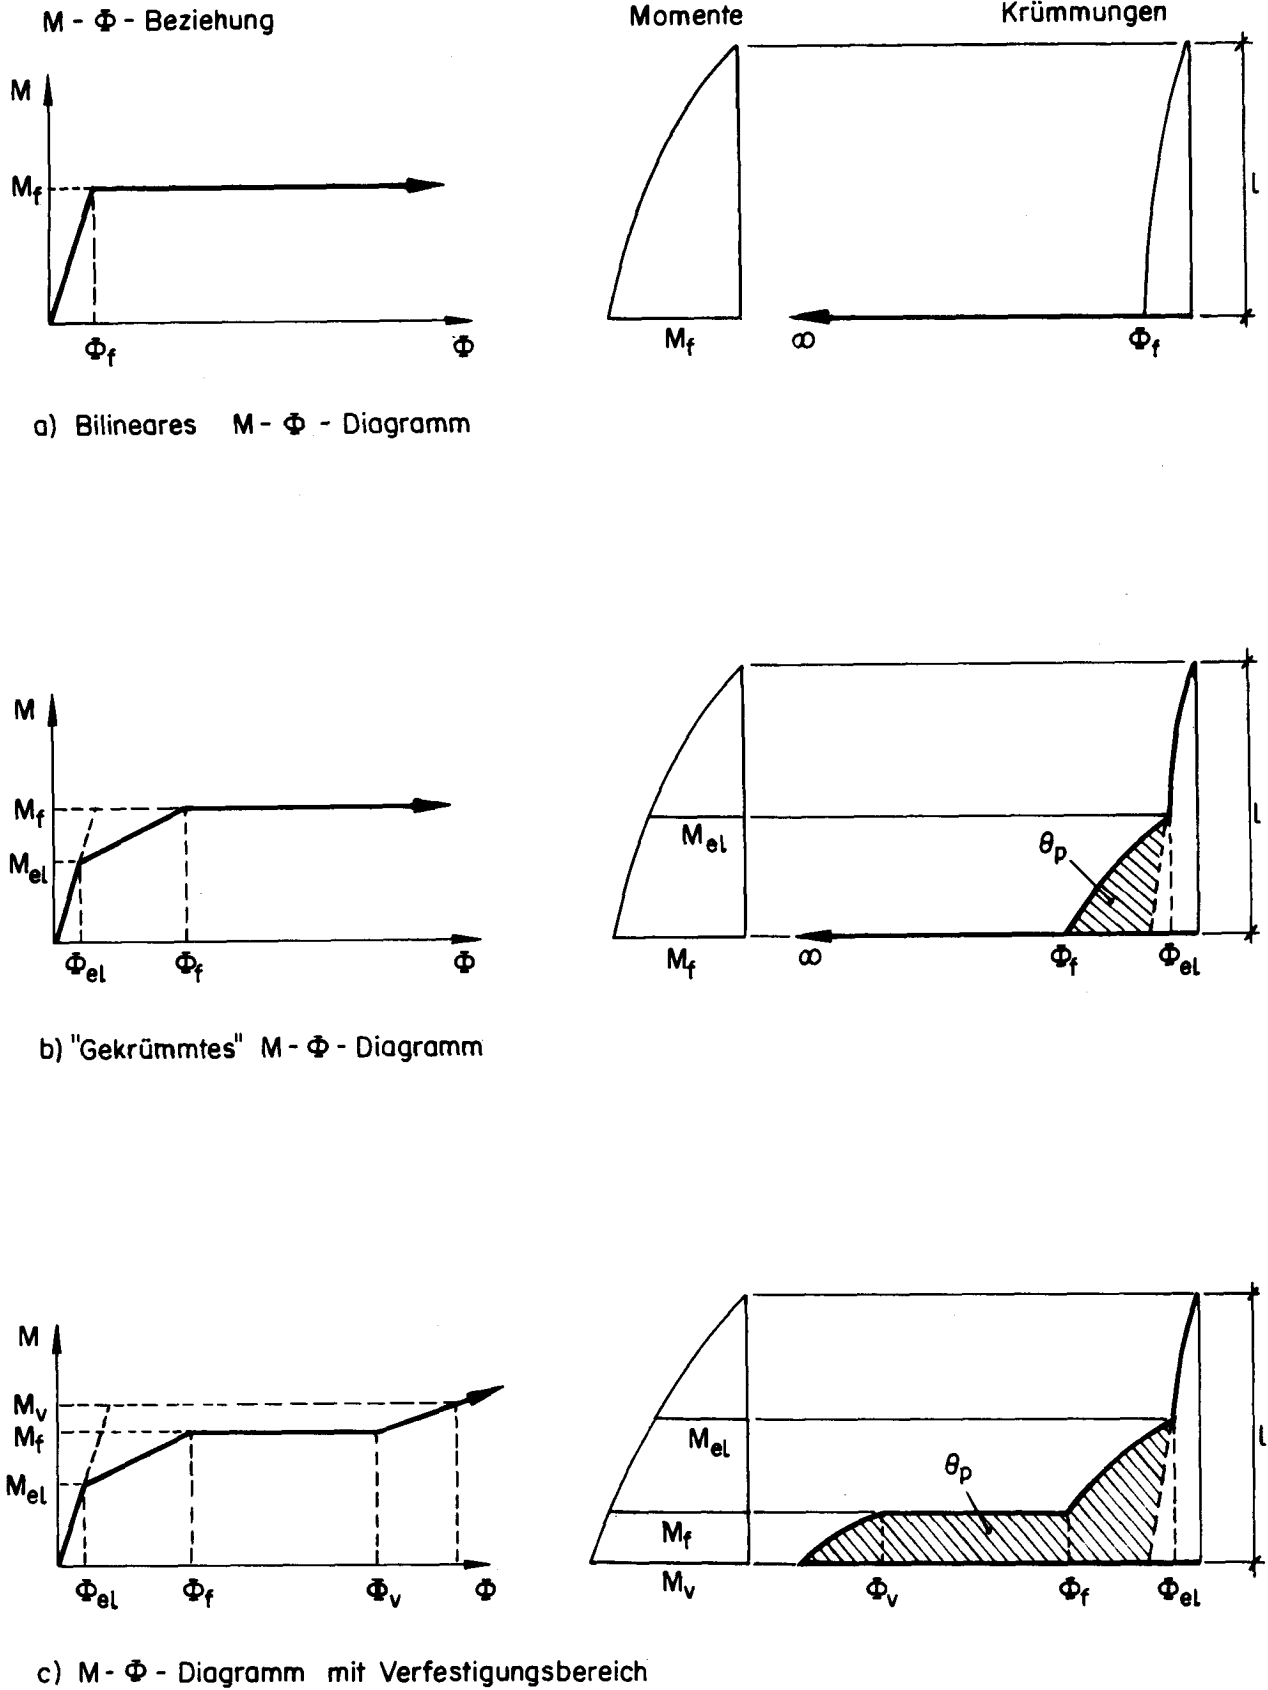 M - Φ - Beziehung
Momente
Krümmungen
M
M_f
Φ_f
Φ
M_f
∞
Φ_f
l
a) Bilineares M - Φ - Diagramm
M
M_f
M_el
Φ_el
Φ_f
Φ
M_el
M_f
θ_p
∞
Φ_f
Φ_el
l
b) "Gekrümmtes" M - Φ - Diagramm
M
M_v
M_f
M_el
Φ_el
Φ_f
Φ_v
Φ
M_el
M_f
M_v
θ_p
Φ_v
Φ_f
Φ_el
l
c) M - Φ - Diagramm mit Verfestigungsbereich